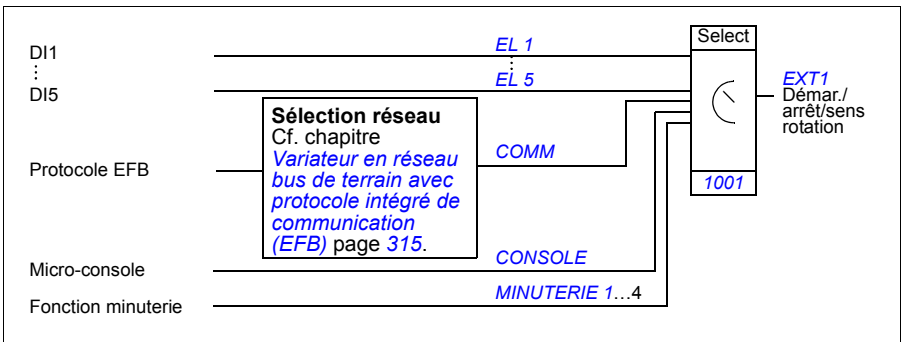 DI1
⋮
DI5
EL 1
⋮
EL 5
Select
EXT1
Démar./
arrêt/sens
rotation
Sélection réseau
Cf. chapitre
Variateur en réseau
bus de terrain avec
protocole intégré de
communication
(EFB) page 315.
Protocole EFB
COMM
1001
Micro-console
CONSOLE
Fonction minuterie
MINUTERIE 1…4